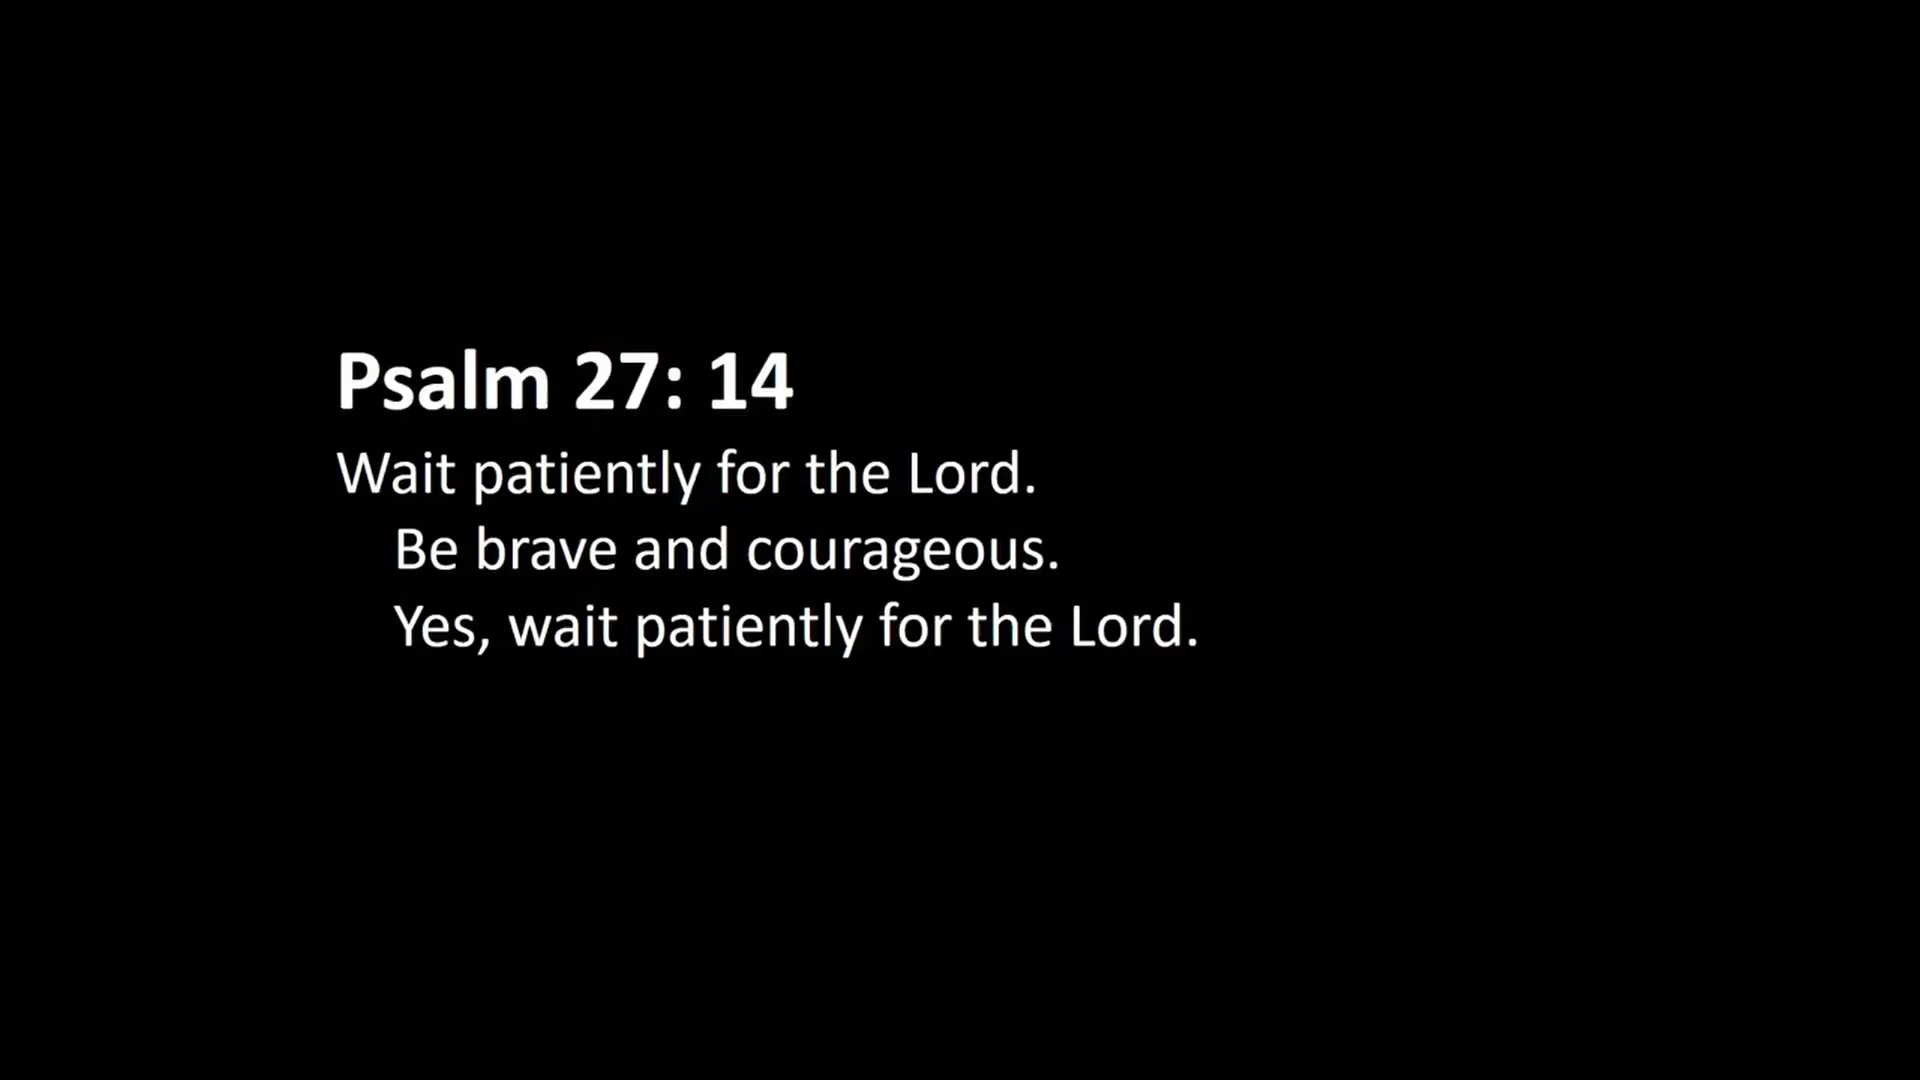 Psalm 27: 14
Wait patiently for the Lord.
Be brave and courageous.
Yes, wait patiently for the Lord.